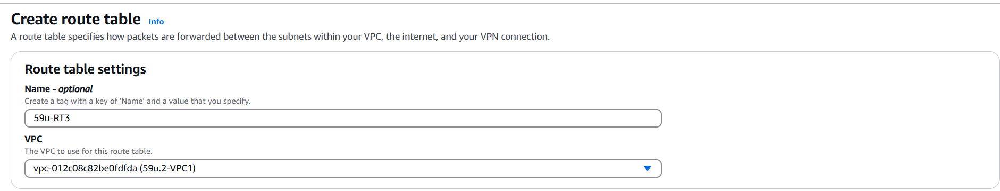 Create route table Info
A route table specifies how packets are forwarded between the subnets within your VPC, the internet, and your VPN connection.
Route table settings
Name - optional
Create a tag with a key of 'Name' and a value that you specify.
59u-RT3
VPC
The VPC to use for this route table.
vpc-012c08c82be0fdfda (59u.2-VPC1)